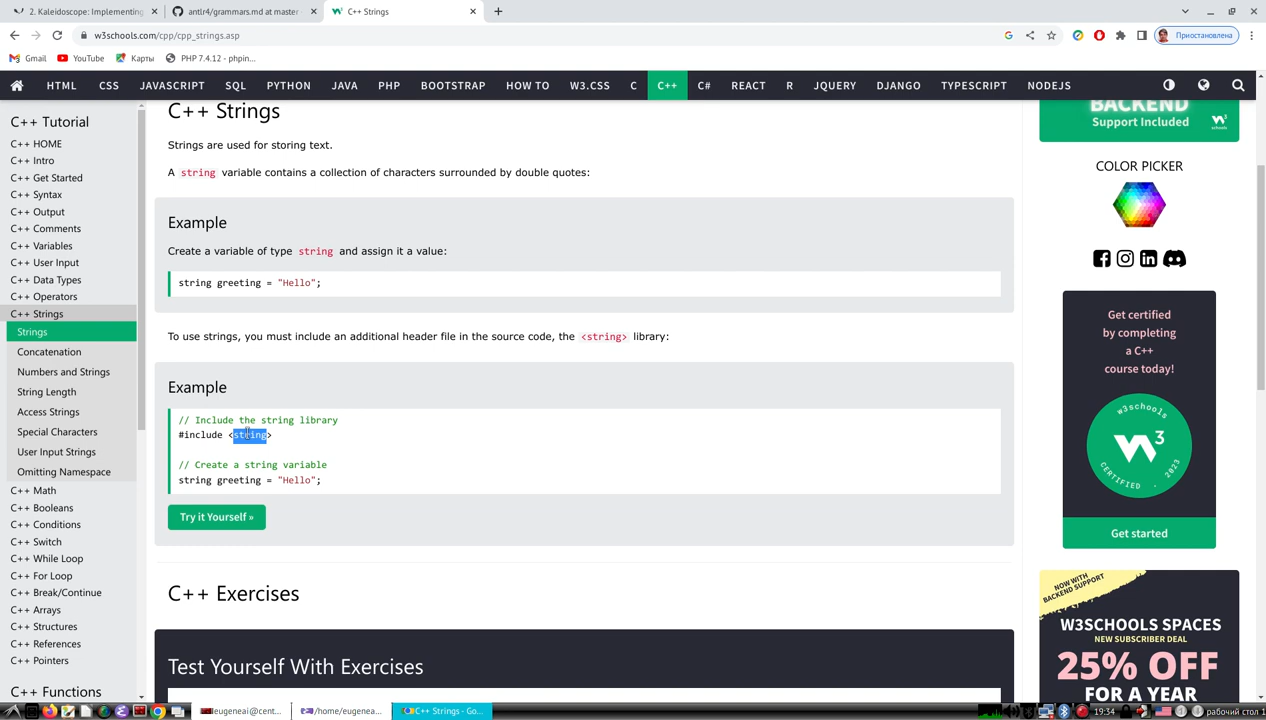 2. Kaleidoscope: Implementing
antlr4/grammars.md at master
C++ Strings
w3schools.com/cpp/cpp_strings.asp
Приостановлена
Gmail
YouTube
Карты
PHP 7.4.12 - phpin...
HTML
CSS
JAVASCRIPT
SQL
PYTHON
JAVA
PHP
BOOTSTRAP
HOW TO
W3.CSS
C
C++
C#
REACT
R
JQUERY
DJANGO
TYPESCRIPT
NODEJS
C++ Tutorial
C++ HOME
C++ Intro
C++ Get Started
C++ Syntax
C++ Output
C++ Comments
C++ Variables
C++ User Input
C++ Data Types
C++ Operators
C++ Strings
Strings
Concatenation
Numbers and Strings
String Length
Access Strings
Special Characters
User Input Strings
Omitting Namespace
C++ Math
C++ Booleans
C++ Conditions
C++ Switch
C++ While Loop
C++ For Loop
C++ Break/Continue
C++ Arrays
C++ Structures
C++ References
C++ Pointers
C++ Functions
C++ Strings
Strings are used for storing text.
A string variable contains a collection of characters surrounded by double quotes:
Example
Create a variable of type string and assign it a value:
string greeting = "Hello";
To use strings, you must include an additional header file in the source code, the <string> library:
Example
// Include the string library
#include <string>
// Create a string variable
string greeting = "Hello";
Try it Yourself »
C++ Exercises
Test Yourself With Exercises
BACKEND
Support Included
schools
COLOR PICKER
Get certified
by completing
a C++
course today!
w3schools
CERTIFIED . 2023
Get started
NOW WITH
BACKEND SUPPORT
W3SCHOOLS SPACES
NEW SUBSCRIBER DEAL
25% OFF
FOR A YEAR
eugeneai@cent...
/home/eugenea...
C++ Strings - Go...
19:34
рабочий стол 1